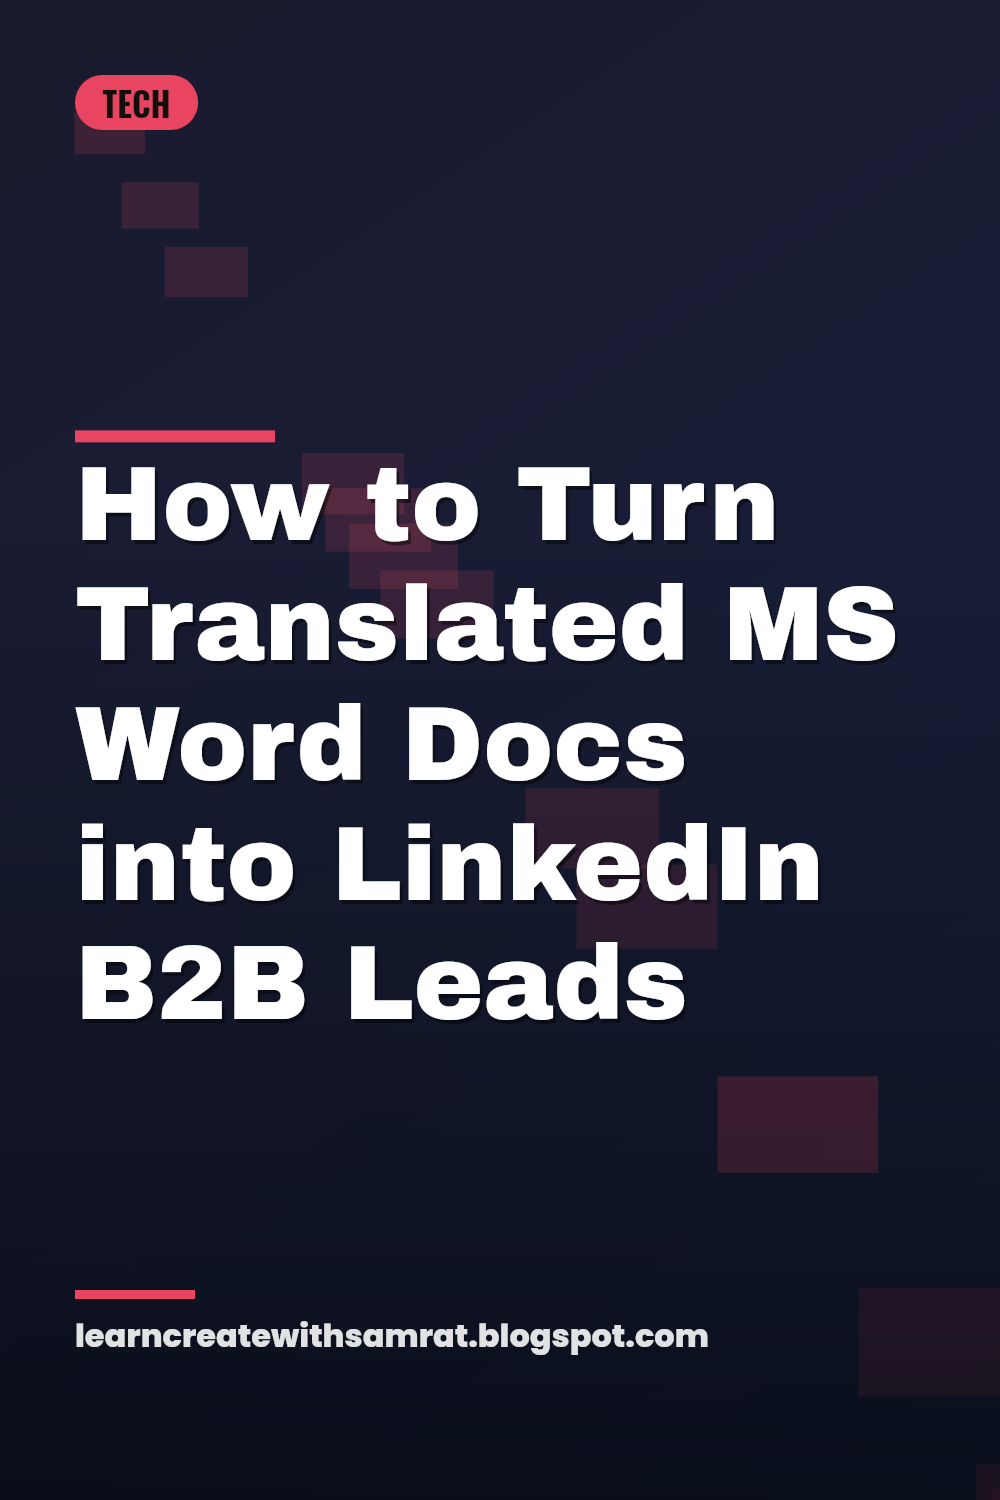 TECH
How to Turn
Translated MS
Word Docs
into LinkedIn
B2B Leads
learncreatewithsamrat.blogspot.com